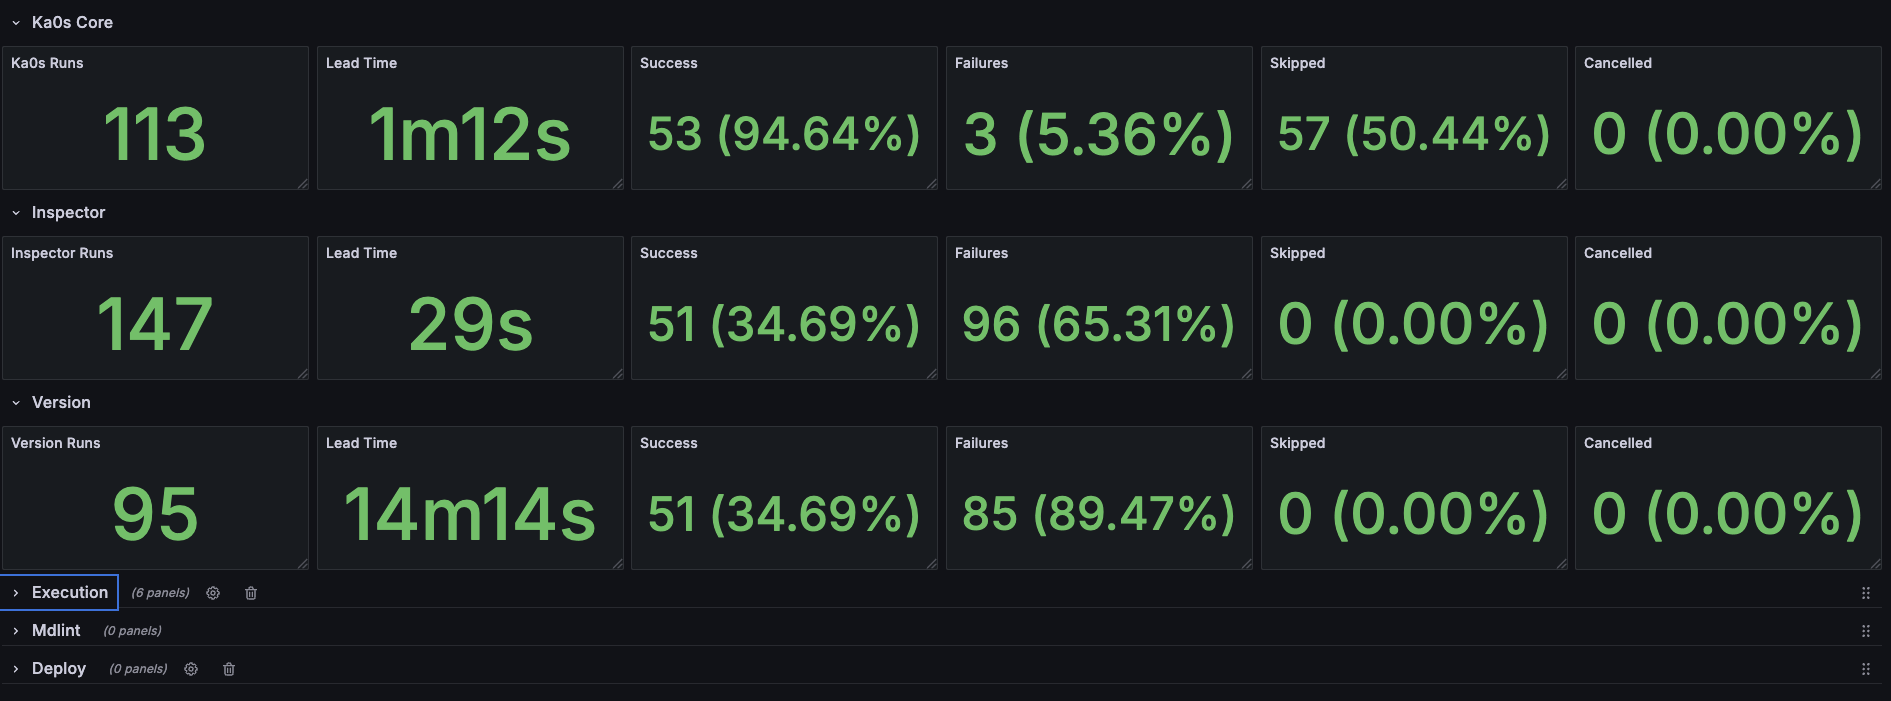 Ka0s Core
Ka0s Runs
Lead Time
Success
Failures
Skipped
Cancelled
113
1m12s
53 (94.64%)
3 (5.36%)
57 (50.44%)
0 (0.00%)
Inspector
Inspector Runs
Lead Time
Success
Failures
Skipped
Cancelled
147
29s
51 (34.69%)
96 (65.31%)
0 (0.00%)
0 (0.00%)
Version
Version Runs
Lead Time
Success
Failures
Skipped
Cancelled
95
14m14s
51 (34.69%)
85 (89.47%)
0 (0.00%)
0 (0.00%)
Execution (6 panels)
Mdlint (0 panels)
Deploy (0 panels)